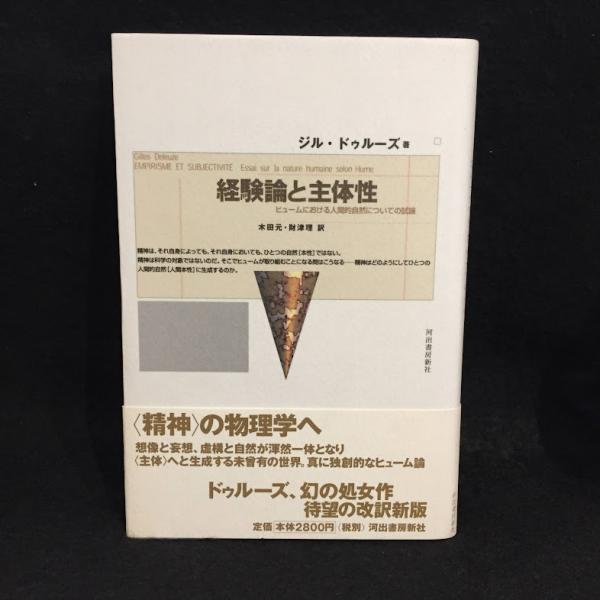 ジル・ドゥルーズ 著
Gilles Deleuze
EMPIRISME ET SUBJECTIVITÉ Essai sur la nature humaine selon Hume
経験論と主体性
ヒュームにおける人間的自然についての試論
木田元・財津理 訳
精神は、それ自身によっても、それ自身においても、ひとつの自然［本性］ではない。
精神は科学の対象ではないのだ。そこでヒュームが取り組むことになる問はこうなる──精神はどのようにしてひとつの
人間的自然［人間本性］に生成するのか。
河出書房新社
〈精神〉の物理学へ
想像と妄想、虚構と自然が渾然一体となり
〈主体〉へと生成する未曾有の世界。真に独創的なヒューム論
ドゥルーズ、幻の処女作
待望の改訳新版
定価 本体2800円 (税別) 河出書房新社